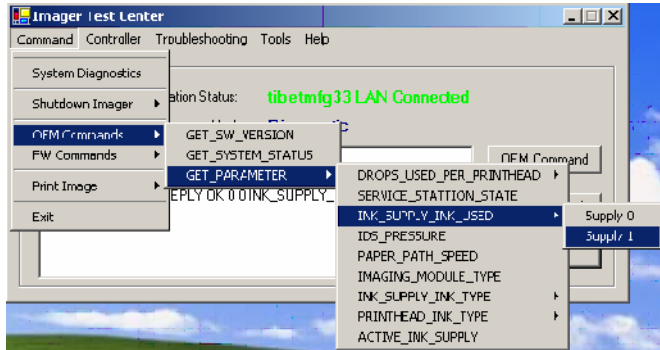 Imager Test Center
Command Controller Troubleshooting Tools Help
System Diagnostics
Shutdown Imager
OEM Commands
FW Commands
Print Image
Exit
ation Status: tibetmfg33 LAN Connected
GET_SW_VERSION
GET_SYSTEM_STATUS
GET_PARAMETER
OEM Command
EPLY OK 0 0 INK_SUPPLY_
DROPS_USED_PER_PRINTHEAD
SERVICE_STATTION_STATE
INK_SUPPLY_INK_USED
IDS_PRESSURE
PAPER_PATH_SPEED
IMAGING_MODULE_TYPE
INK_SUPPLY_INK_TYPE
PRINTHEAD_INK_TYPE
ACTIVE_INK_SUPPLY
Supply 0
Supply 1